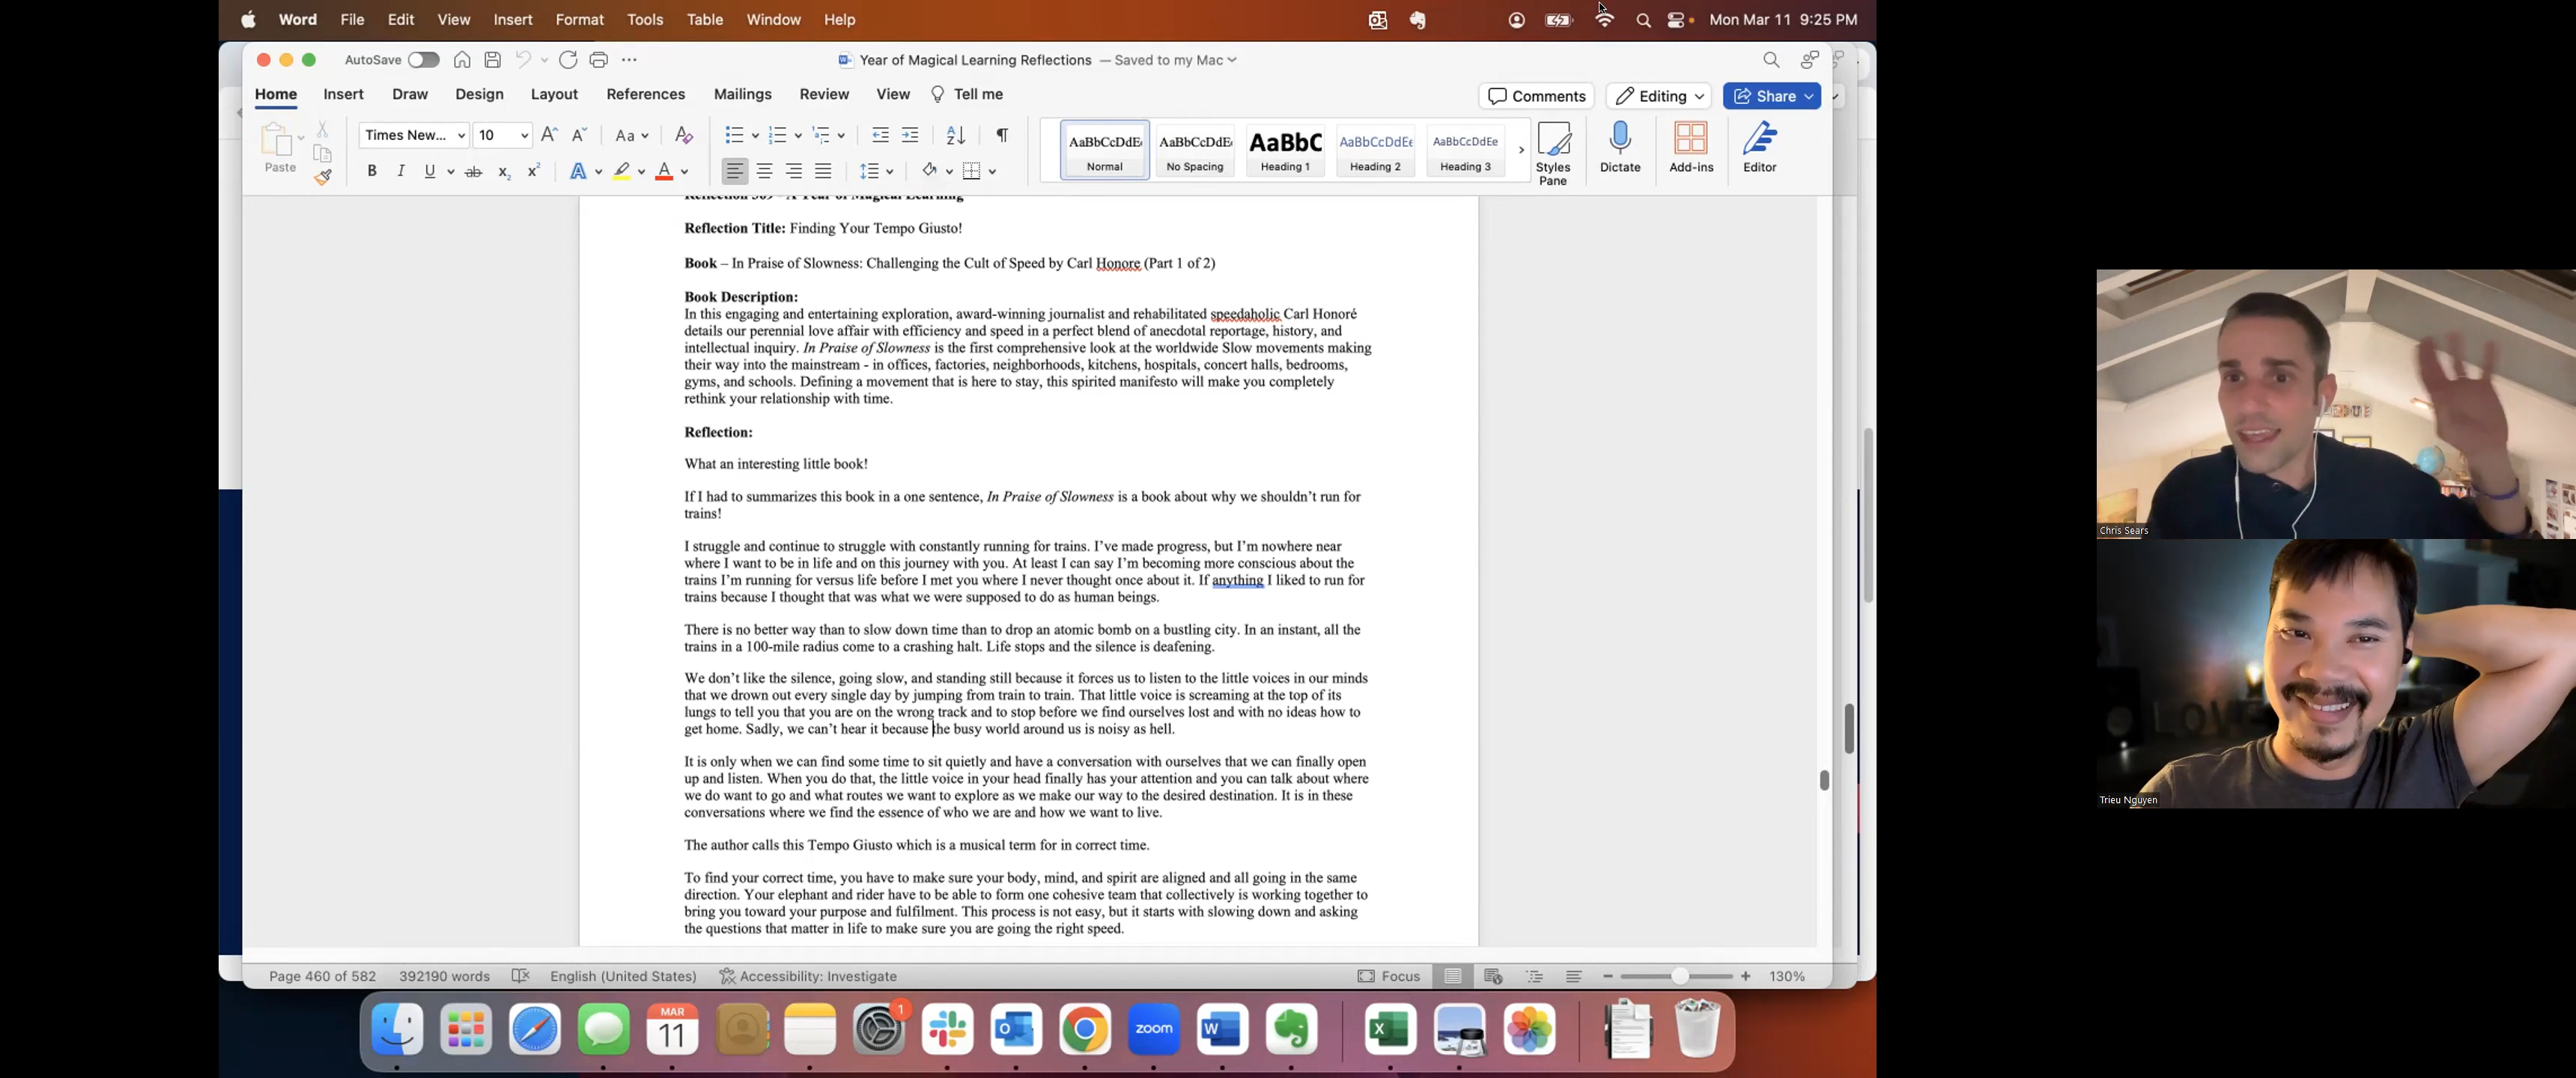 Word File Edit View Insert Format Tools Table Window Help Mon Mar 11 9:25 PM
AutoSave Year of Magical Learning Reflections — Saved to my Mac
Home Insert Draw Design Layout References Mailings Review View Tell me Comments Editing Share
Paste Times New... 10 Aa
AaBbCcDdEe AaBbCcDdEe AaBbC AaBbCcDdEe AaBbCcDdEe
Normal No Spacing Heading 1 Heading 2 Heading 3 Styles Pane Dictate Add-ins Editor
Reflection 369 - A Year of Magical Learning
Reflection Title: Finding Your Tempo Giusto!
Book – In Praise of Slowness: Challenging the Cult of Speed by Carl Honore (Part 1 of 2)
Book Description:
In this engaging and entertaining exploration, award-winning journalist and rehabilitated speedaholic Carl Honoré
details our perennial love affair with efficiency and speed in a perfect blend of anecdotal reportage, history, and
intellectual inquiry. In Praise of Slowness is the first comprehensive look at the worldwide Slow movements making
their way into the mainstream - in offices, factories, neighborhoods, kitchens, hospitals, concert halls, bedrooms,
gyms, and schools. Defining a movement that is here to stay, this spirited manifesto will make you completely
rethink your relationship with time.
Reflection:
What an interesting little book!
If I had to summarizes this book in a one sentence, In Praise of Slowness is a book about why we shouldn't run for
trains!
I struggle and continue to struggle with constantly running for trains. I've made progress, but I'm nowhere near
where I want to be in life and on this journey with you. At least I can say I'm becoming more conscious about the
trains I'm running for versus life before I met you where I never thought once about it. If anything I liked to run for
trains because I thought that was what we were supposed to do as human beings.
There is no better way than to slow down time than to drop an atomic bomb on a bustling city. In an instant, all the
trains in a 100-mile radius come to a crashing halt. Life stops and the silence is deafening.
We don't like the silence, going slow, and standing still because it forces us to listen to the little voices in our minds
that we drown out every single day by jumping from train to train. That little voice is screaming at the top of its
lungs to tell you that you are on the wrong track and to stop before we find ourselves lost and with no ideas how to
get home. Sadly, we can't hear it because the busy world around us is noisy as hell.
It is only when we can find some time to sit quietly and have a conversation with ourselves that we can finally open
up and listen. When you do that, the little voice in your head finally has your attention and you can talk about where
we do want to go and what routes we want to explore as we make our way to the desired destination. It is in these
conversations where we find the essence of who we are and how we want to live.
The author calls this Tempo Giusto which is a musical term for in correct time.
To find your correct time, you have to make sure your body, mind, and spirit are aligned and all going in the same
direction. Your elephant and rider have to be able to form one cohesive team that collectively is working together to
bring you toward your purpose and fulfilment. This process is not easy, but it starts with slowing down and asking
the questions that matter in life to make sure you are going the right speed.
Page 460 of 582 392190 words English (United States) Accessibility: Investigate Focus 130%
MAR
11
1
zoom
Chris Sears
Trieu Nguyen